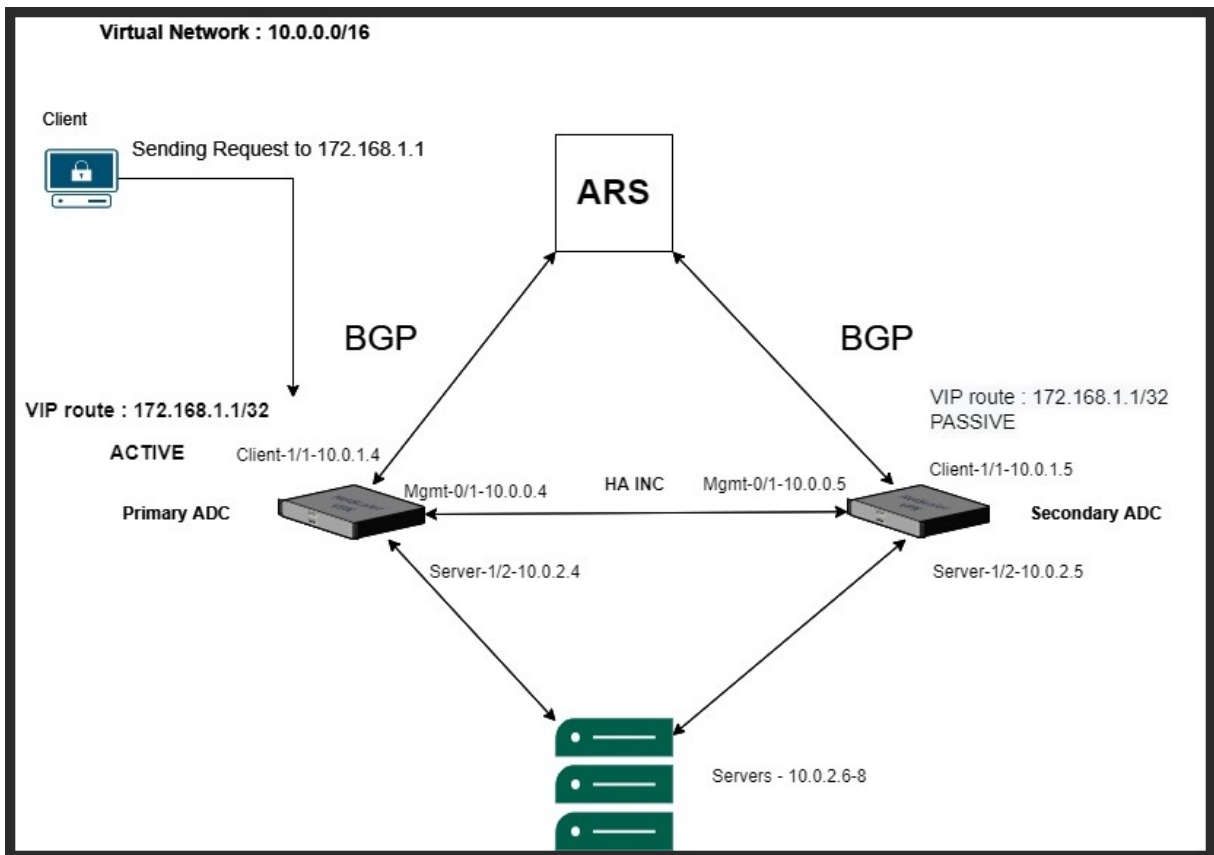 Virtual Network : 10.0.0.0/16
Client
Sending Request to 172.168.1.1
ARS
BGP
BGP
VIP route : 172.168.1.1/32
ACTIVE
VIP route : 172.168.1.1/32
PASSIVE
Client-1/1-10.0.1.4
Client-1/1-10.0.1.5
Mgmt-0/1-10.0.0.4
HA INC
Mgmt-0/1-10.0.0.5
Primary ADC
Secondary ADC
Server-1/2-10.0.2.4
Server-1/2-10.0.2.5
Servers - 10.0.2.6-8